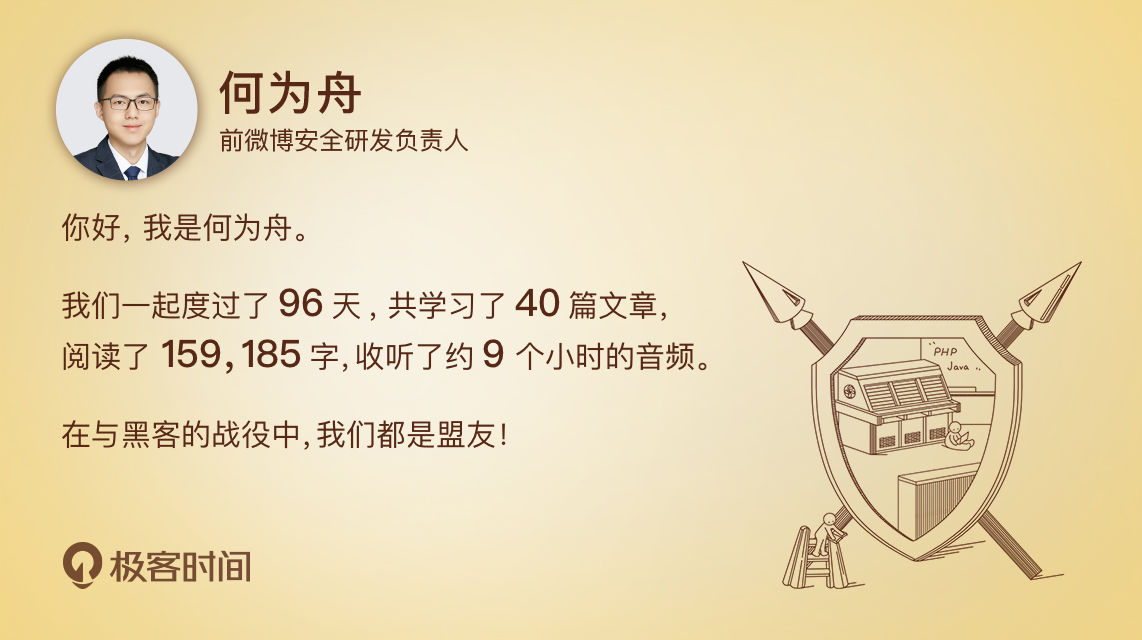 何为舟
前微博安全研发负责人
你好，我是何为舟。
我们一起度过了 96 天，共学习了 40 篇文章，
阅读了 159,185 字，收听了约 9 个小时的音频。
PHP
Java ..
在与黑客的战役中，我们都是盟友！
极客时间